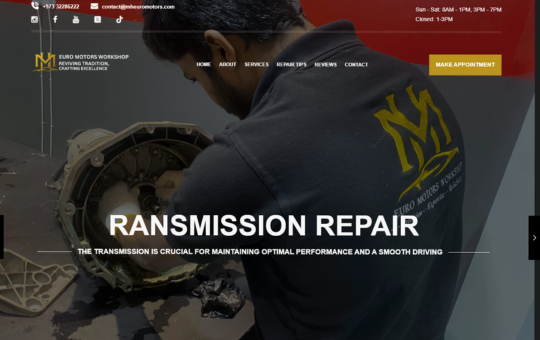 +973 32286222 contact@mheuromotors.com
Sun - Sat: 8AM - 1PM, 3PM - 7PM
Closed: 1-3PM
EURO MOTORS WORKSHOP
REVIVING TRADITION,
CRAFTING EXCELLENCE
HOME ABOUT SERVICES REPAIR TIPS REVIEWS CONTACT
MAKE APPOINTMENT
EURO MOTORS WORKSHOP
RANSMISSION REPAIR
THE TRANSMISSION IS CRUCIAL FOR MAINTAINING OPTIMAL PERFORMANCE AND A SMOOTH DRIVING